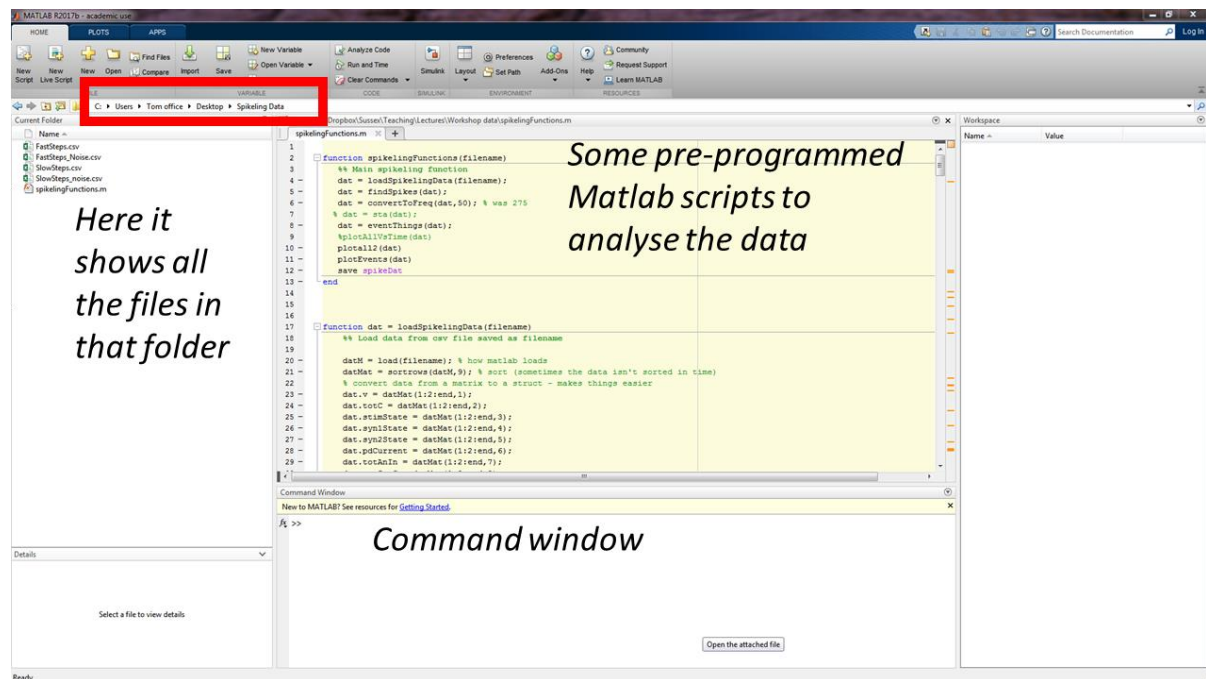 MATLAB R2017b - academic use
HOME PLOTS APPS
Search Documentation Log In
New Script
New Live Script
New
Open
Find Files
Compare
Import
Save
New Variable
Open Variable
Analyze Code
Run and Time
Clear Commands
Simulink
Layout
Preferences
Set Path
Add-Ons
Help
Community
Request Support
Learn MATLAB
VARIABLE CODE SIMULINK ENVIRONMENT RESOURCES
C: Users Tom office Desktop Spikeling Data
Current Folder
Name
FastSteps.csv
FastSteps_Noise.csv
SlowSteps.csv
SlowSteps_noise.csv
spikelingFunctions.m
Here it
shows all
the files in
that folder
Details
Select a file to view details
Dropbox\Sussex\Teaching\Lectures\Workshop data\spikelingFunctions.m
spikelingFunctions.m
Some pre-programmed
Matlab scripts to
analyse the data
1
2 function spikelingFunctions(filename)
3 %% Main spikeling function
4 - dat = loadSpikelingData(filename);
5 - dat = findSpikes(dat);
6 - dat = convertToFreq(dat,50); % was 275
7 % dat = sta(dat);
8 - dat = eventThings(dat);
9 %plotAllVsTime(dat)
10 - plotall2(dat)
11 - plotEvents(dat)
12 - save spikeDat
13 - end
14
15
16
17 function dat = loadSpikelingData(filename)
18 %% Load data from csv file saved as filename
19
20 - datM = load(filename); % how matlab loads
21 - datMat = sortrows(datM,9); % sort (sometimes the data isn't sorted in time)
22 % convert data from a matrix to a struct - makes things easier
23 - dat.v = datMat(1:2:end,1);
24 - dat.totC = datMat(1:2:end,2);
25 - dat.stimState = datMat(1:2:end,3);
26 - dat.syn1State = datMat(1:2:end,4);
27 - dat.syn2State = datMat(1:2:end,5);
28 - dat.pdCurrent = datMat(1:2:end,6);
29 - dat.totAnIn = datMat(1:2:end,7);
Command Window
New to MATLAB? See resources for Getting Started.
fx >>
Command window
Open the attached file
Workspace
Name Value
Ready